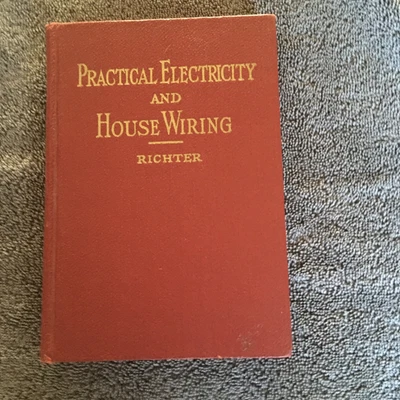 PRACTICAL ELECTRICITY
AND
HOUSE WIRING
RICHTER